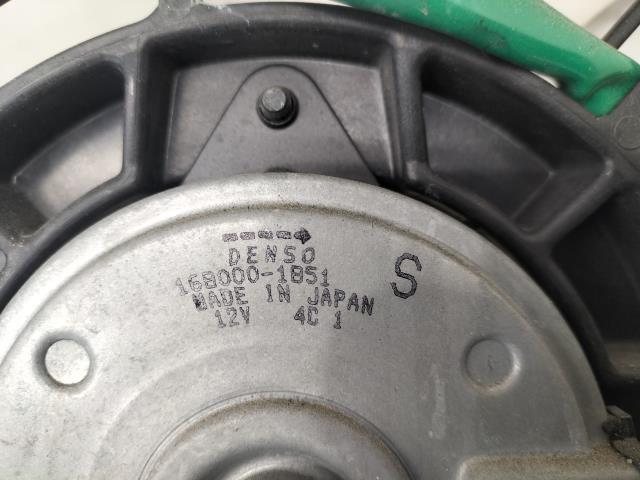 DENSO
168000-1851
MADE IN JAPAN
12V 4C 1
S